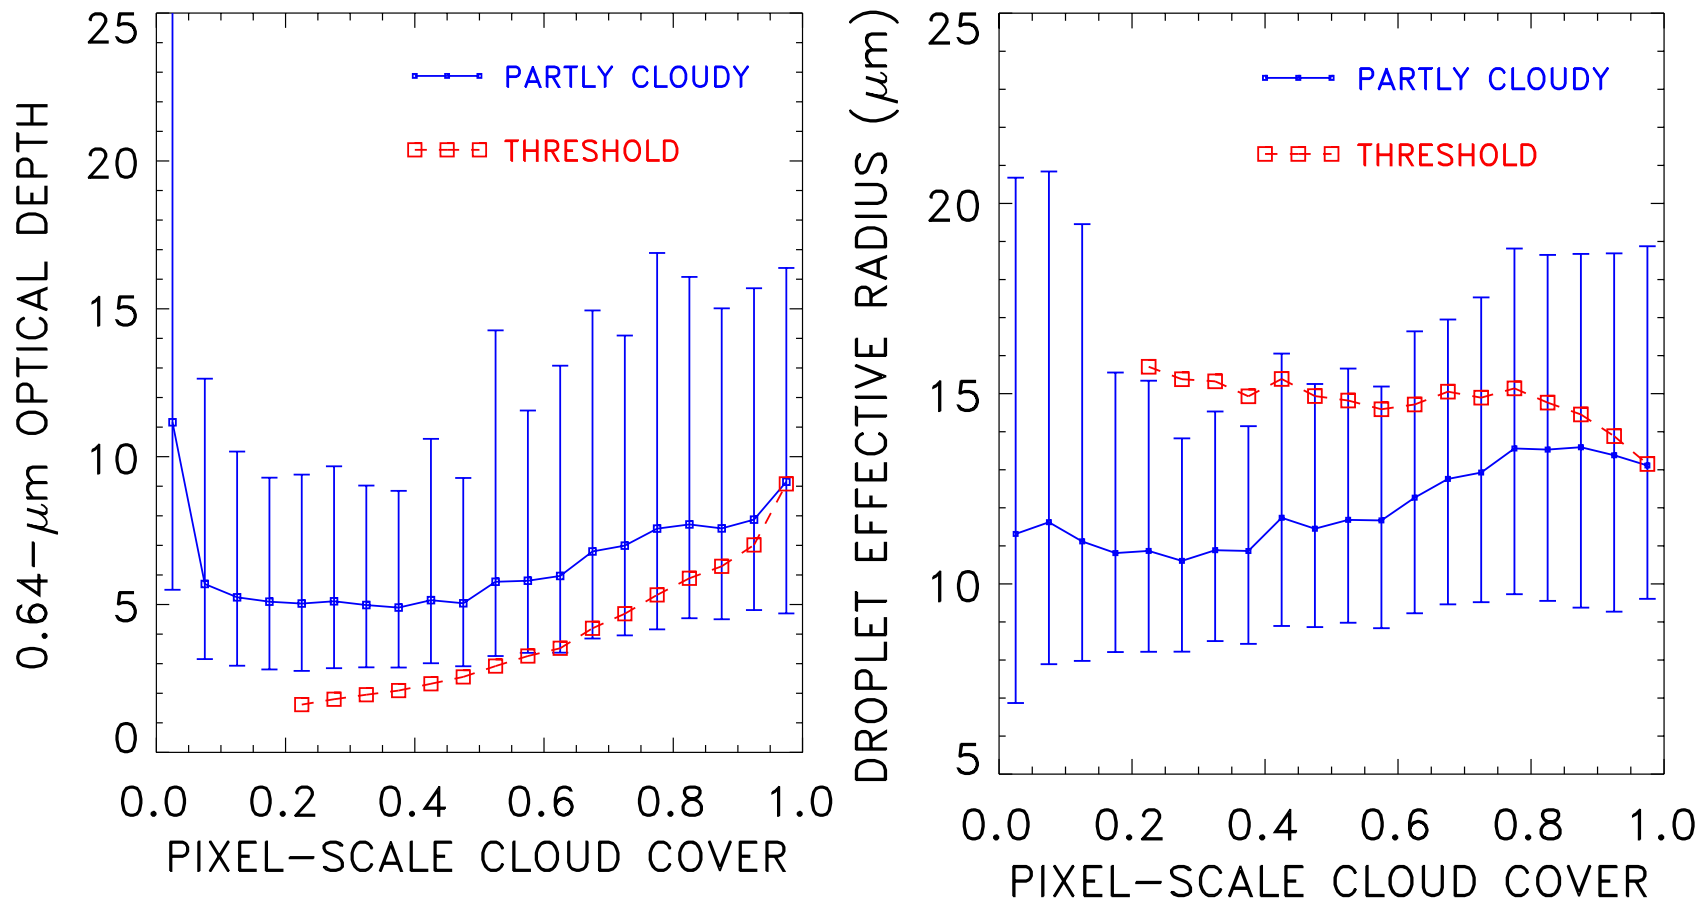 0.64-μm OPTICAL DEPTH
25
20
15
10
5
0
PARTLY CLOUDY
THRESHOLD
0.0 0.2 0.4 0.6 0.8 1.0
PIXEL-SCALE CLOUD COVER
DROPLET EFFECTIVE RADIUS (μm)
25
20
15
10
5
PARTLY CLOUDY
THRESHOLD
0.0 0.2 0.4 0.6 0.8 1.0
PIXEL-SCALE CLOUD COVER